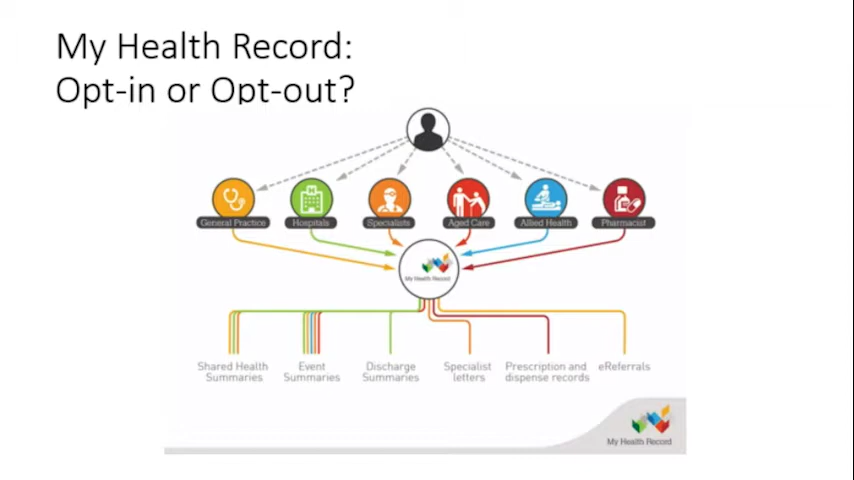 My Health Record:
Opt-in or Opt-out?
General Practice
Hospitals
Specialists
Aged Care
Allied Health
Pharmacist
My Health Record
Shared Health
Summaries
Event
Summaries
Discharge
Summaries
Specialist
letters
Prescription and
dispense records
eReferrals
My Health Record